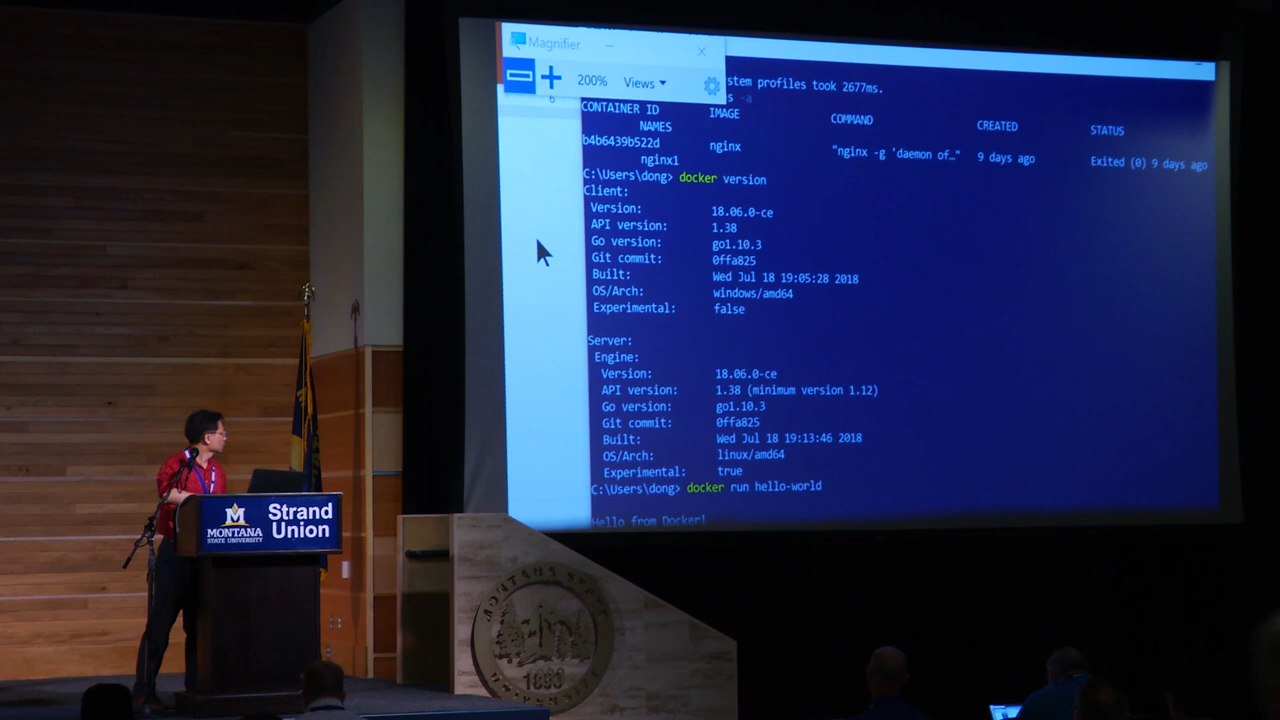 Magnifier
200% Views
6
stem profiles took 2677ms.
s -a
CONTAINER ID IMAGE COMMAND CREATED STATUS
NAMES
b4b6439b522d nginx "nginx -g 'daemon of…" 9 days ago Exited (0) 9 days ago
nginx1
C:\Users\dong> docker version
Client:
Version: 18.06.0-ce
API version: 1.38
Go version: go1.10.3
Git commit: 0ffa825
Built: Wed Jul 18 19:05:28 2018
OS/Arch: windows/amd64
Experimental: false
Server:
Engine:
Version: 18.06.0-ce
API version: 1.38 (minimum version 1.12)
Go version: go1.10.3
Git commit: 0ffa825
Built: Wed Jul 18 19:13:46 2018
OS/Arch: linux/amd64
Experimental: true
C:\Users\dong> docker run hello-world
Hello from Docker!
MONTANA
STATE UNIVERSITY
Strand
Union
MONTANA STATE
UNIVERSITY
1893